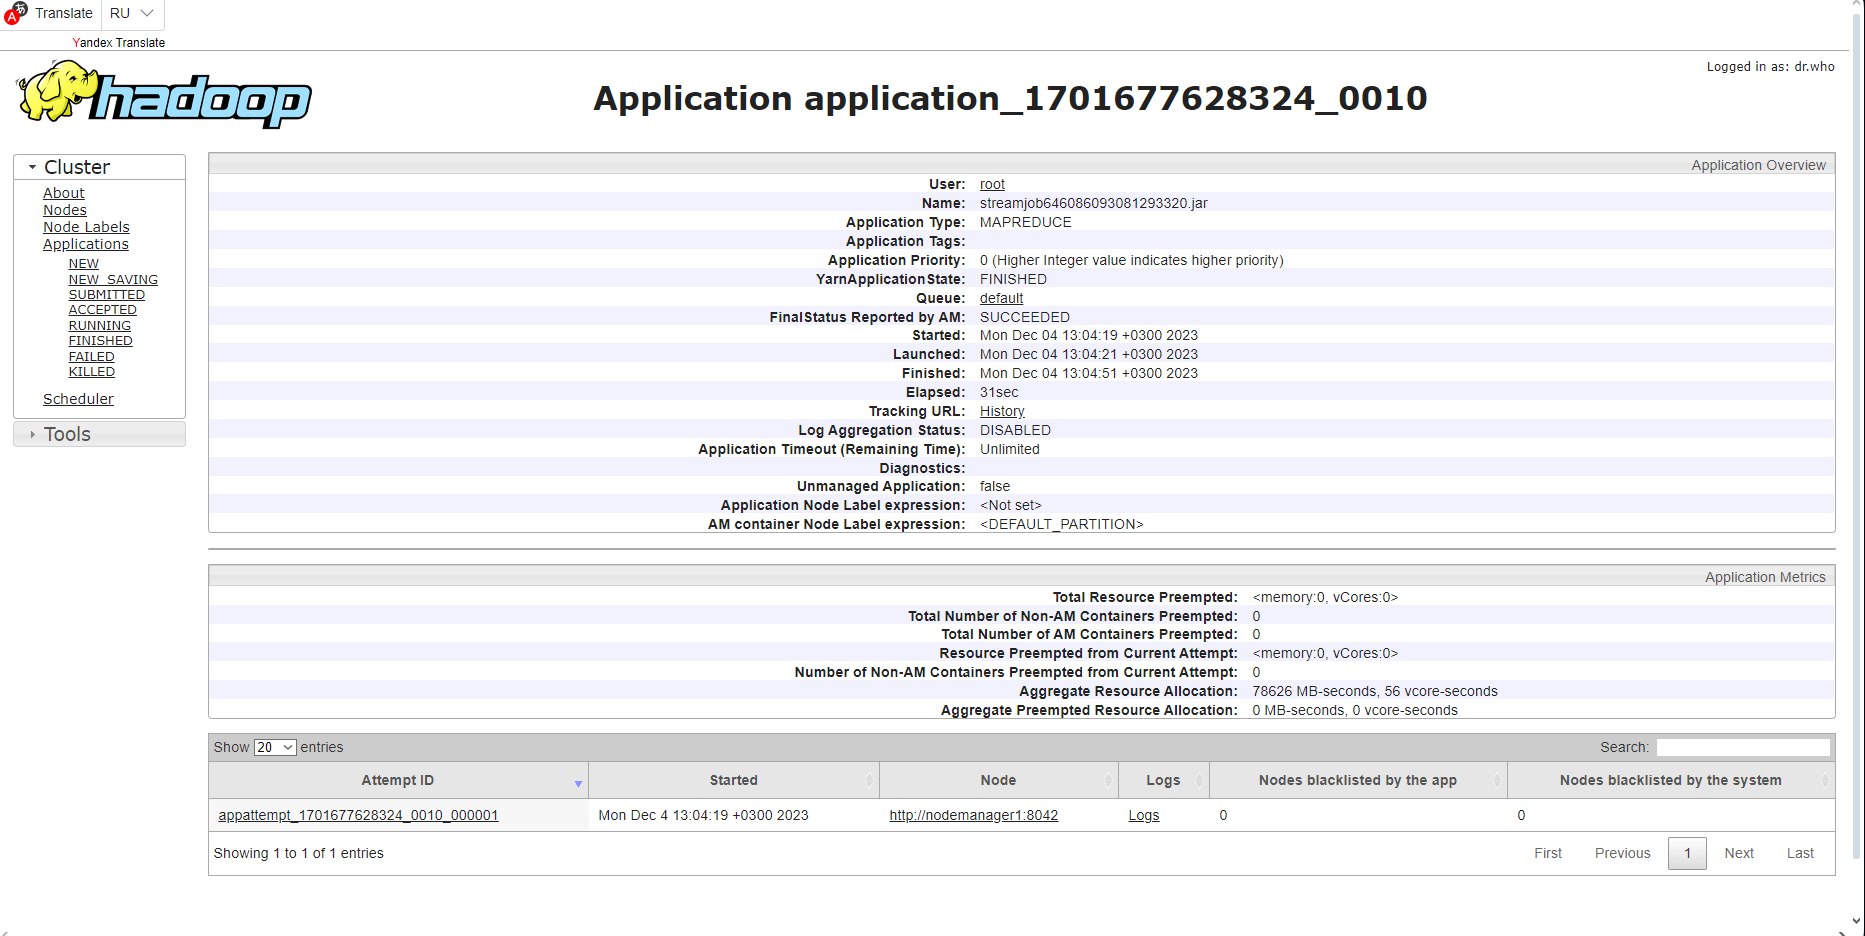 Translate RU
Yandex Translate
Logged in as: dr.who
hadoop
Application application_1701677628324_0010
Cluster
About
Nodes
Node Labels
Applications
NEW
NEW_SAVING
SUBMITTED
ACCEPTED
RUNNING
FINISHED
FAILED
KILLED
Scheduler
Tools
Application Overview
User: root
Name: streamjob646086093081293320.jar
Application Type: MAPREDUCE
Application Tags:
Application Priority: 0 (Higher Integer value indicates higher priority)
YarnApplicationState: FINISHED
Queue: default
FinalStatus Reported by AM: SUCCEEDED
Started: Mon Dec 04 13:04:19 +0300 2023
Launched: Mon Dec 04 13:04:21 +0300 2023
Finished: Mon Dec 04 13:04:51 +0300 2023
Elapsed: 31sec
Tracking URL: History
Log Aggregation Status: DISABLED
Application Timeout (Remaining Time): Unlimited
Diagnostics:
Unmanaged Application: false
Application Node Label expression: <Not set>
AM container Node Label expression: <DEFAULT_PARTITION>
Application Metrics
Total Resource Preempted: <memory:0, vCores:0>
Total Number of Non-AM Containers Preempted: 0
Total Number of AM Containers Preempted: 0
Resource Preempted from Current Attempt: <memory:0, vCores:0>
Number of Non-AM Containers Preempted from Current Attempt: 0
Aggregate Resource Allocation: 78626 MB-seconds, 56 vcore-seconds
Aggregate Preempted Resource Allocation: 0 MB-seconds, 0 vcore-seconds
Show 20 entries Search:
Attempt ID Started Node Logs Nodes blacklisted by the app Nodes blacklisted by the system
appattempt_1701677628324_0010_000001 Mon Dec 4 13:04:19 +0300 2023 http://nodemanager1:8042 Logs 0 0
Showing 1 to 1 of 1 entries First Previous 1 Next Last